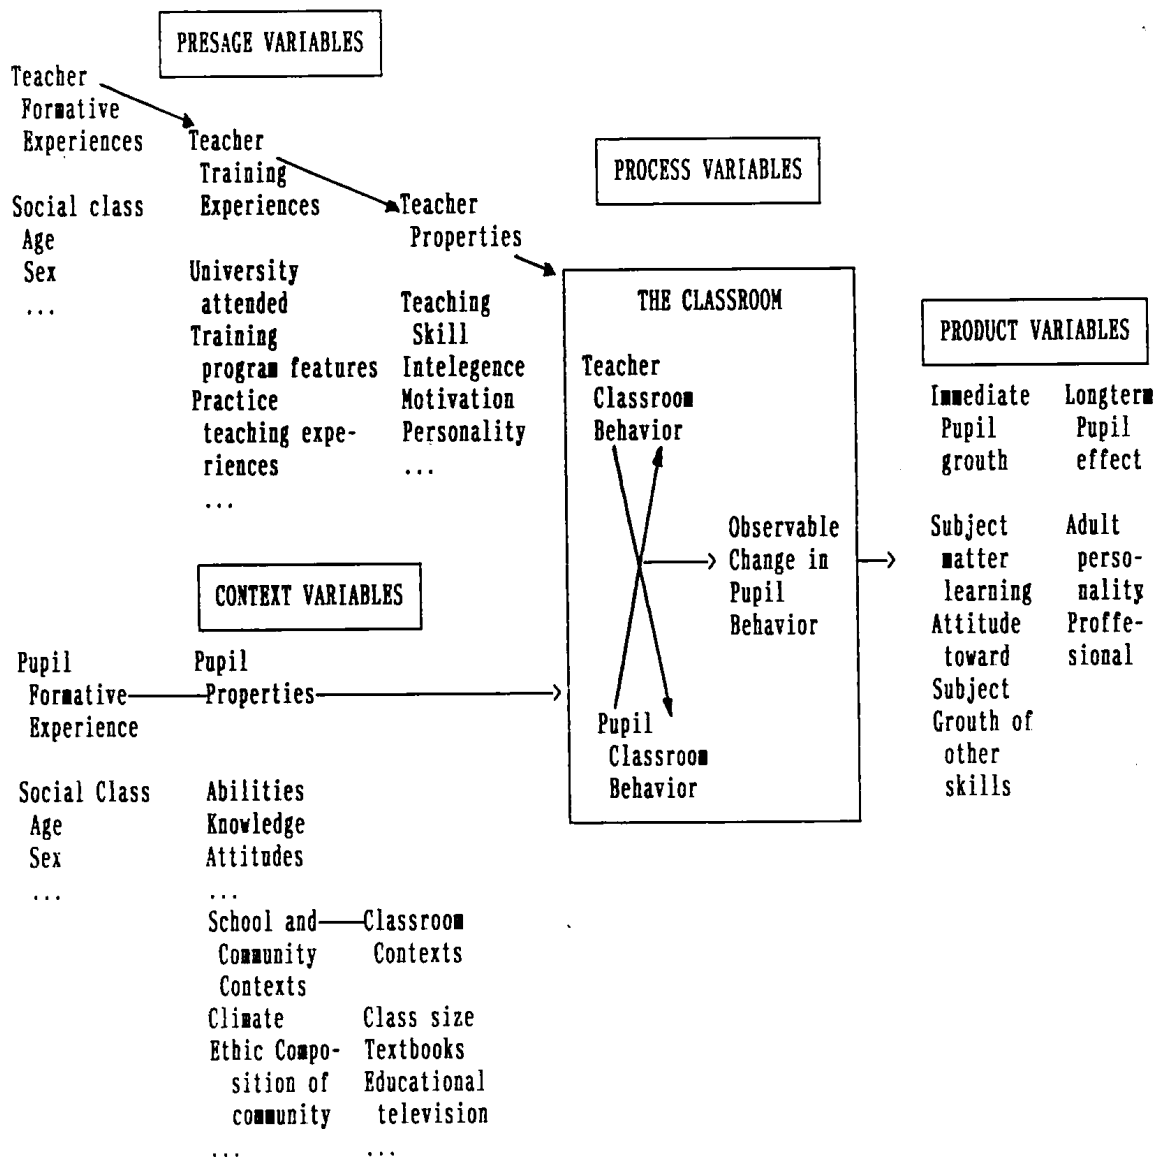 PRESAGE VARIABLES
Teacher
Formative
Experiences
Social class
Age
Sex
...
Teacher
Training
Experiences
University
attended
Training
program features
Practice
teaching expe-
riences
...
Teacher
Properties
Teaching
Skill
Intelegence
Motivation
Personality
...
PROCESS VARIABLES
THE CLASSROOM
Teacher
Classroom
Behavior
Observable
Change in
Pupil
Behavior
Pupil
Classroom
Behavior
PRODUCT VARIABLES
Immediate
Pupil
grouth
Subject
matter
learning
Attitude
toward
Subject
Grouth of
other
skills
Longterm
Pupil
effect
Adult
perso-
nality
Proffe-
sional
CONTEXT VARIABLES
Pupil
Formative
Experience
Social Class
Age
Sex
...
Pupil
Properties
Abilities
Knowledge
Attitudes
...
School and
Community
Contexts
Climate
Ethic Compo-
sition of
community
...
Classroom
Contexts
Class size
Textbooks
Educational
television
...